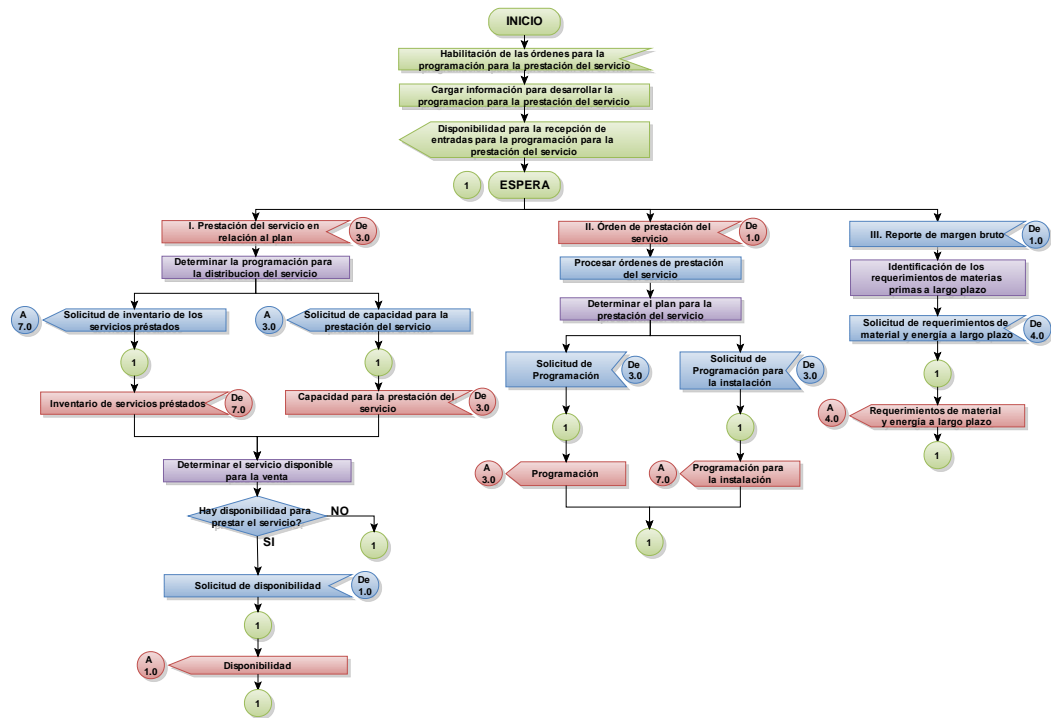 INICIO
Habilitación de las órdenes para la
programación para la prestación del servicio
Cargar información para desarrollar la
programacion para la prestación del servicio
Disponibilidad para la recepción de
entradas para la programación para la
prestación del servicio
1
ESPERA
I. Prestación del servicio en
relación al plan
De
3.0
Determinar la programación para
la distribucion del servicio
A
7.0
Solicitud de inventario de los
servicios préstados
A
3.0
Solicitud de capacidad para la
prestación del servicio
1
1
Inventario de servicios préstados
De
7.0
Capacidad para la prestación del
servicio
De
3.0
Determinar el servicio disponible
para la venta
Hay disponibilidad para
prestar el servicio?
NO
1
SI
Solicitud de disponibilidad
De
1.0
1
A
1.0
Disponibilidad
1
II. Órden de prestación del
servicio
De
1.0
Procesar órdenes de prestación
del servicio
Determinar el plan para la
prestación del servicio
Solicitud de
Programación
De
3.0
Solicitud de
Programación para
la instalación
De
3.0
1
1
A
3.0
Programación
A
7.0
Programación para
la instalación
1
III. Reporte de margen bruto
De
1.0
Identificación de los
requerimientos de materias
primas a largo plazo
Solicitud de requerimientos de
material y energía a largo plazo
De
4.0
1
A
4.0
Requerimientos de material
y energía a largo plazo
1